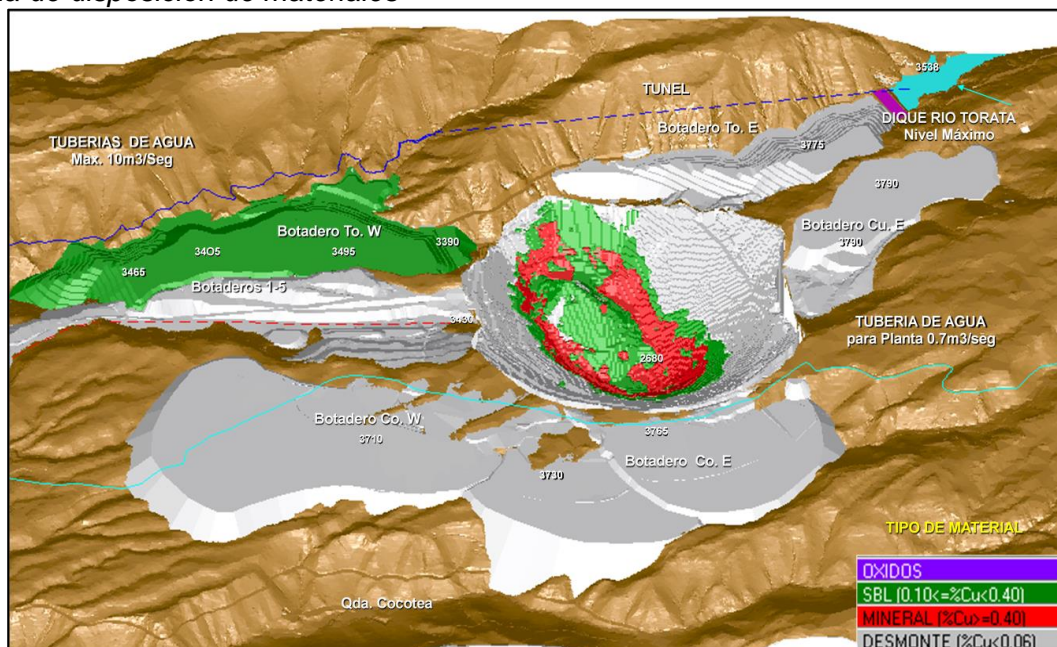 de disposición de materiales
3538
TUNEL
DIQUE RIO TORATA
Nivel Máximo
Botadero To. E
TUBERIAS DE AGUA
Max. 10m3/Seg
3775
3790
Botadero Cu. E
3790
Botadero To. W
3390
3405
3495
3465
Botaderos 1-5
3430
TUBERIA DE AGUA
para Planta 0.7m3/seg
2680
Botadero Co. W
3710
3765
Botadero Co. E
3730
TIPO DE MATERIAL
OXIDOS
SBL (0.10<=%Cu<0.40)
MINERAL (%Cu>=0.40)
DESMONTE (%Cu<0.06)
Qda. Cocotea